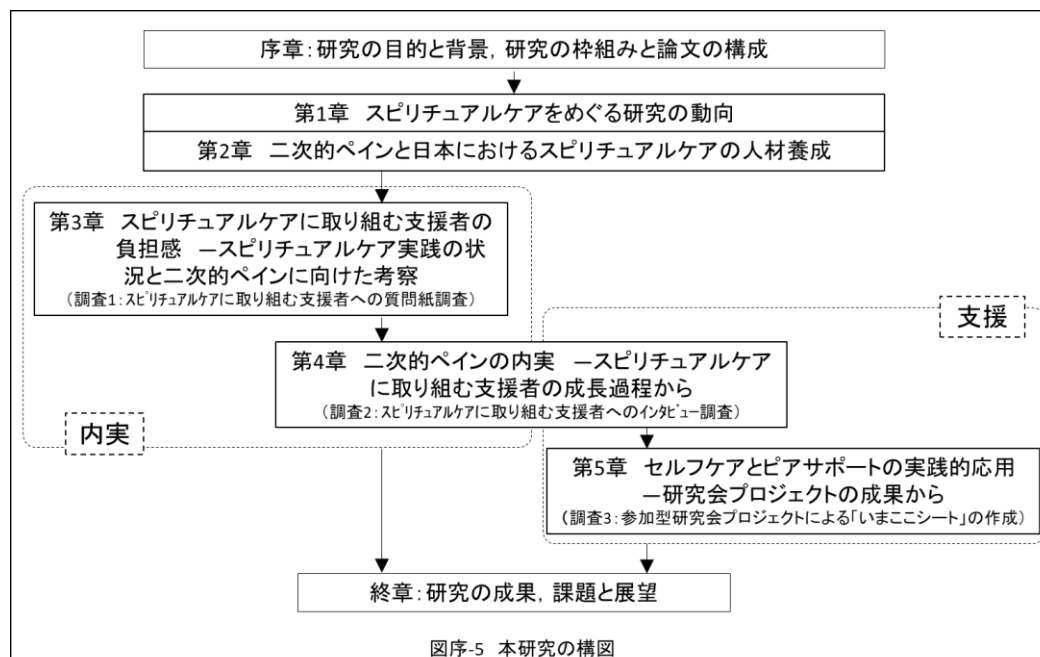 序章：研究の目的と背景，研究の枠組みと論文の構成
第1章 スピリチュアルケアをめぐる研究の動向
第2章 二次的ペインと日本におけるスピリチュアルケアの人材養成
第3章 スピリチュアルケアに取り組む支援者の
負担感 ―スピリチュアルケア実践の状
況と二次的ペインに向けた考察
（調査1：スピリチュアルケアに取り組む支援者への質問紙調査）
支援
第4章 二次的ペインの内実 ―スピリチュアルケア
に取り組む支援者の成長過程から
（調査2：スピリチュアルケアに取り組む支援者へのインタビュー調査）
内実
第5章 セルフケアとピアサポートの実践的応用
―研究会プロジェクトの成果から
（調査3：参加型研究会プロジェクトによる「いまここシート」の作成）
終章：研究の成果，課題と展望
図序-5 本研究の構図